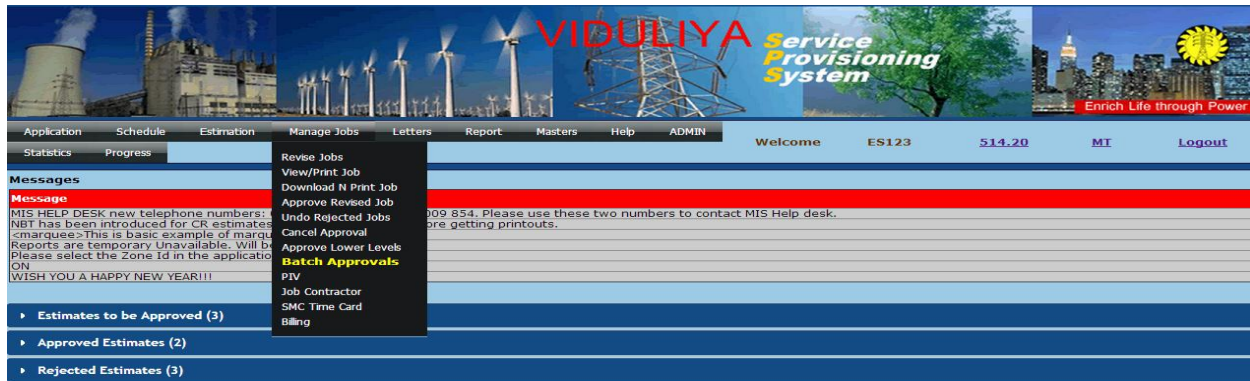 VIDULIYA
Service
Provisioning
System
Enrich Life through Power
Application Schedule Estimation Manage Jobs Letters Report Masters Help ADMIN
Statistics Progress
Welcome ES123 514.20 MT Logout
Revise Jobs
View/Print Job
Download N Print Job
Approve Revised Job
Undo Rejected Jobs
Cancel Approval
Approve Lower Levels
Batch Approvals
PIV
Job Contractor
SMC Time Card
Billing
Messages
Message
MIS HELP DESK new telephone numbers: 009 854. Please use these two numbers to contact MIS Help desk.
NBT has been introduced for CR estimates ore getting printouts.
<marquee>This is basic example of marqu
Reports are temporary Unavailable. Will b
Please select the Zone Id in the applicatio
ON
WISH YOU A HAPPY NEW YEAR!!!
Estimates to be Approved (3)
Approved Estimates (2)
Rejected Estimates (3)